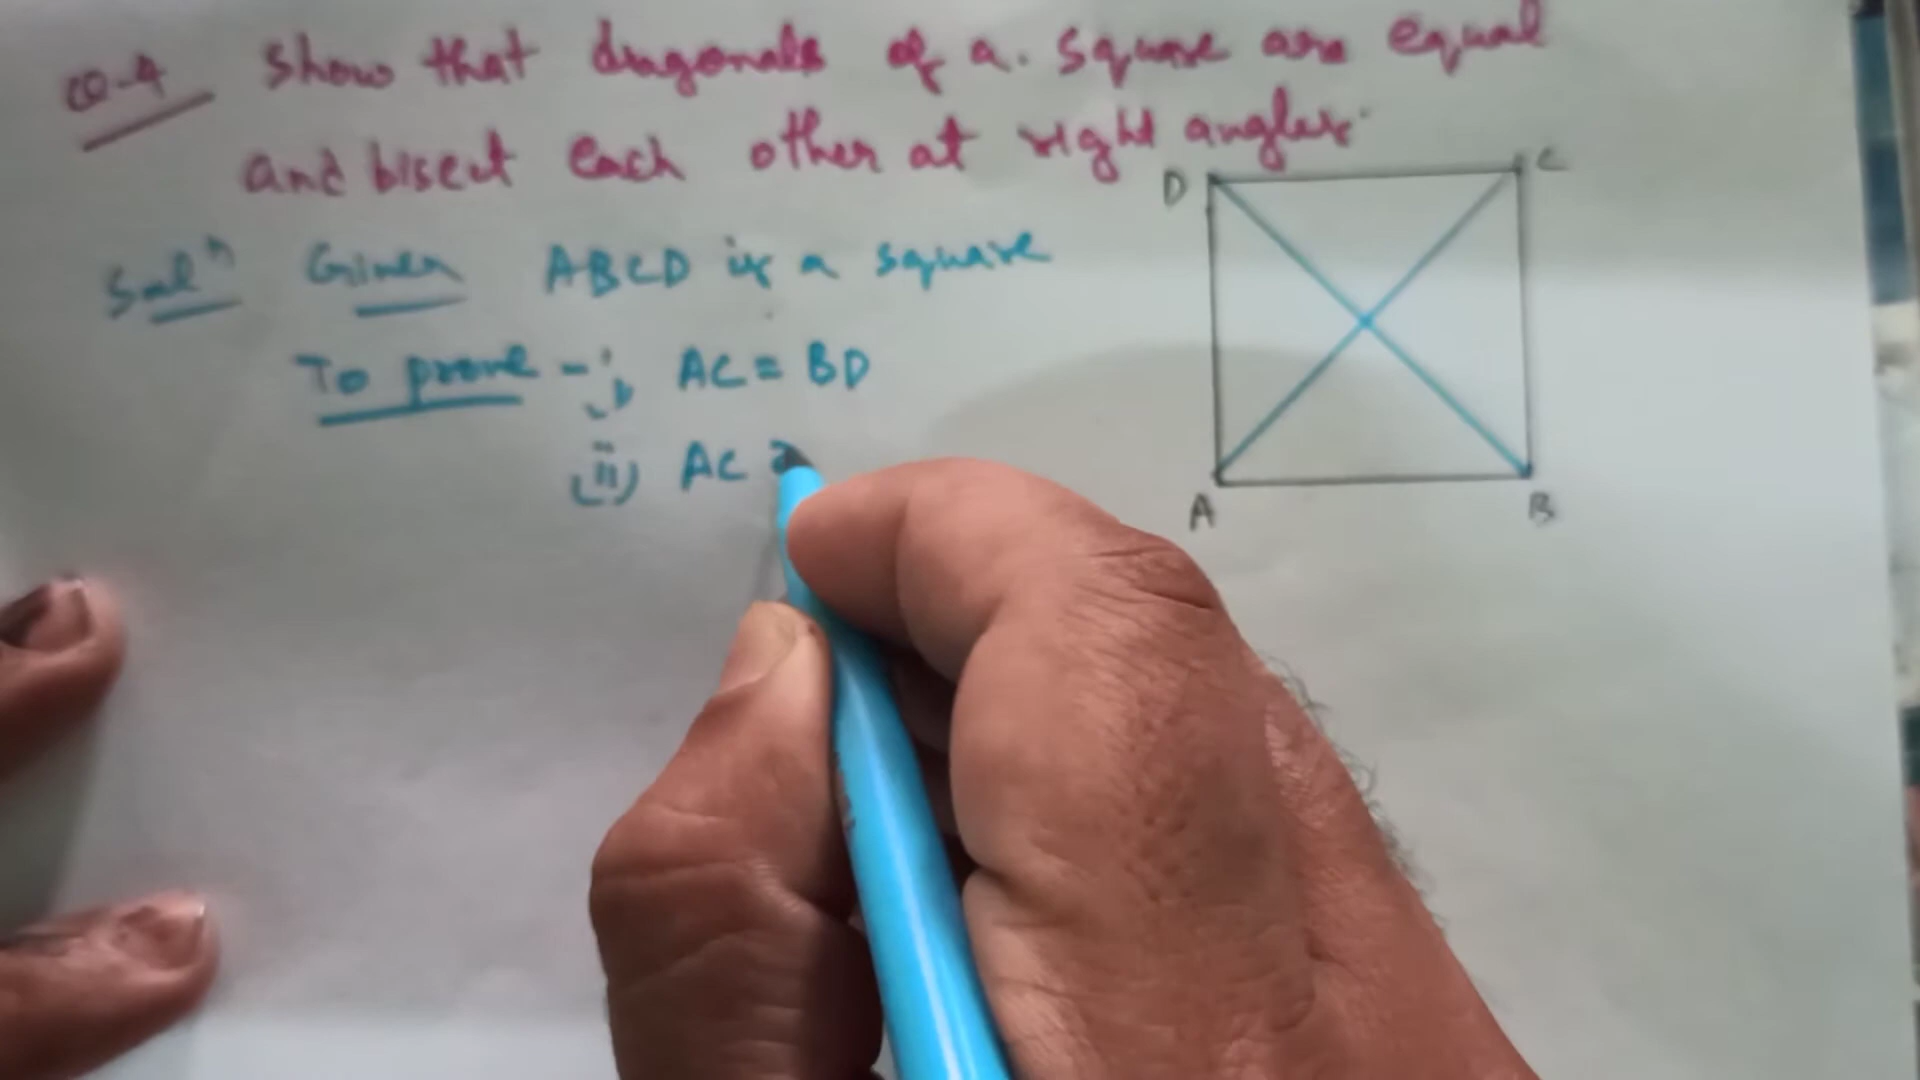 Q-4 Show that diagonals of a square are equal
and bisect each other at right angles.
Solⁿ Given ABCD is a square
To prove - i) AC = BD
(ii) AC
D C
A B